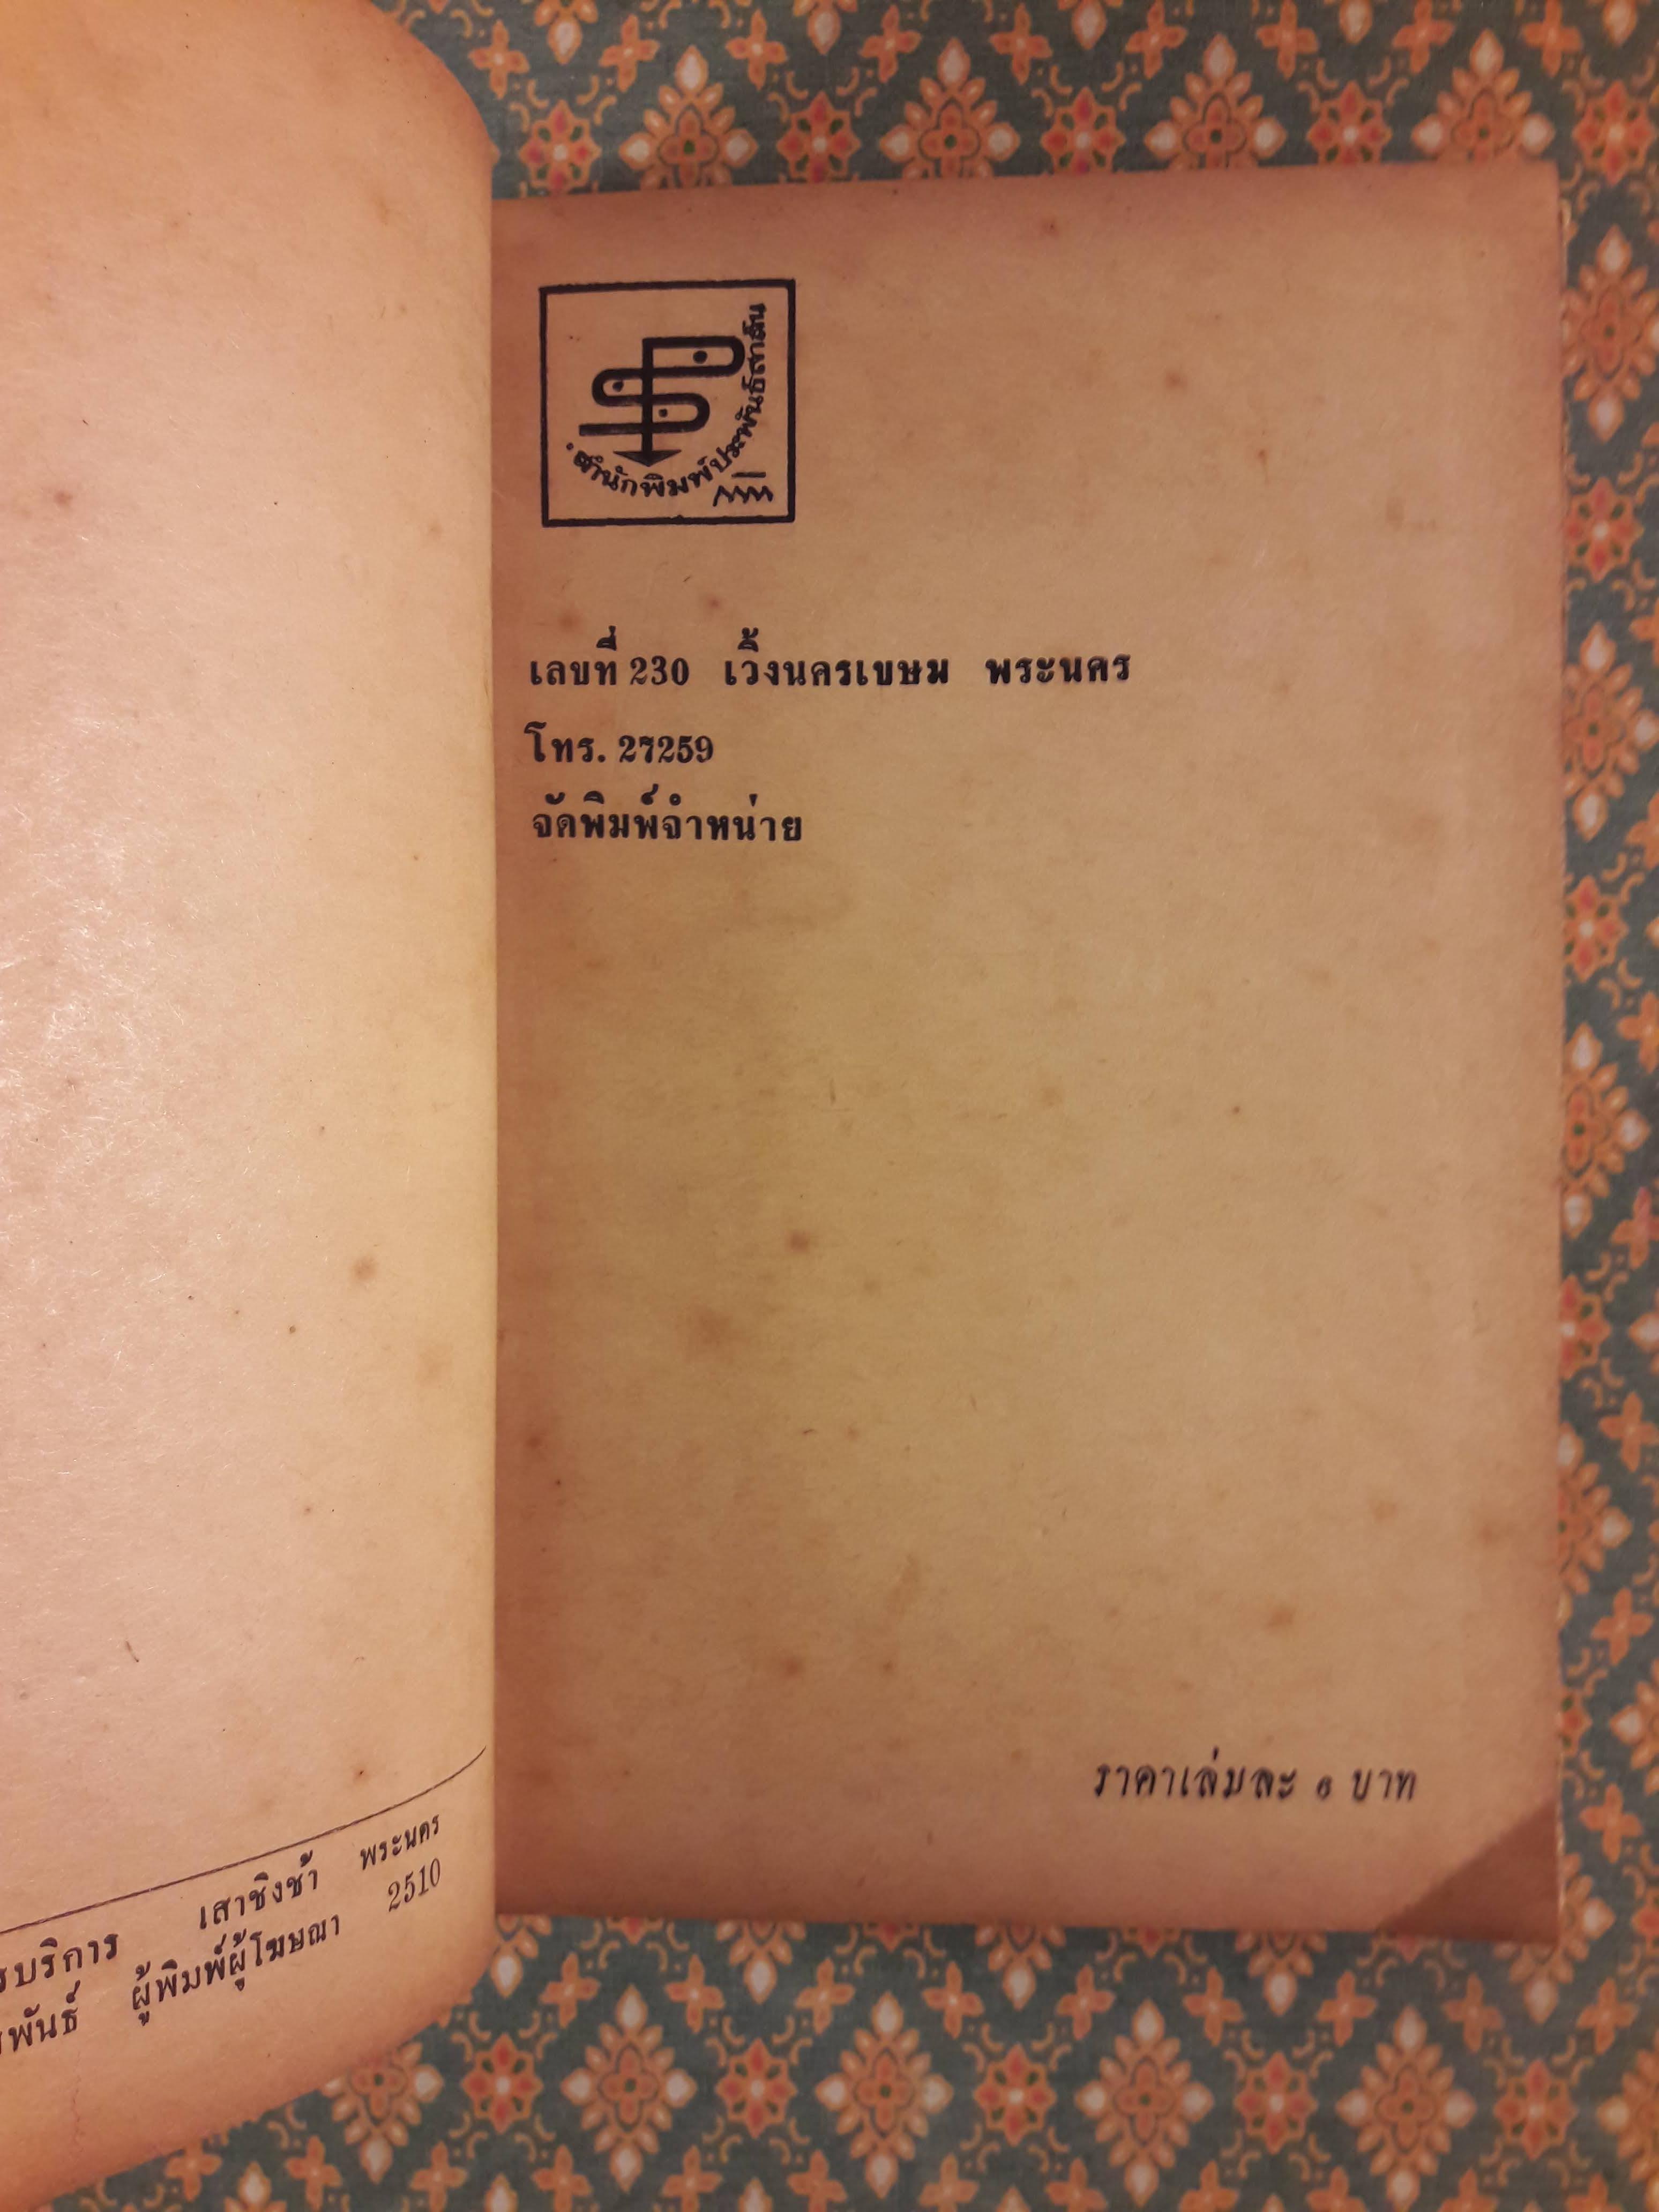 สำนักพิมพ์ประพันธ์สาส์น
เลขที่ 230 เวิ้งนครเขษม พระนคร
โทร. 27259
จัดพิมพ์จำหน่าย
ราคาเล่มละ ๖ บาท
บริการ เสาชิงช้า พระนคร
พันธ์ ผู้พิมพ์ผู้โฆษณา 2510